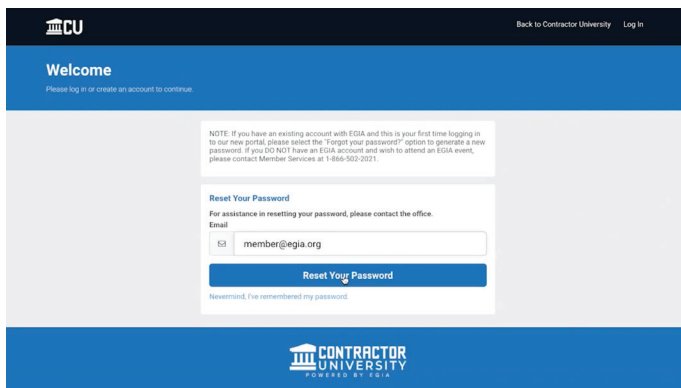 CU
Back to Contractor University Log In
Welcome
Please log in or create an account to continue.
NOTE: If you have an existing account with EGIA and this is your first time logging in
to our new portal, please select the "Forgot your password?" option to generate a new
password. If you DO NOT have an EGIA account and wish to attend an EGIA event,
please contact Member Services at 1-866-502-2021.
Reset Your Password
For assistance in resetting your password, please contact the office.
Email
member@egia.org
Reset Your Password
Nevermind, I've remembered my password.
CONTRACTOR
UNIVERSITY
POWERED BY EGIA